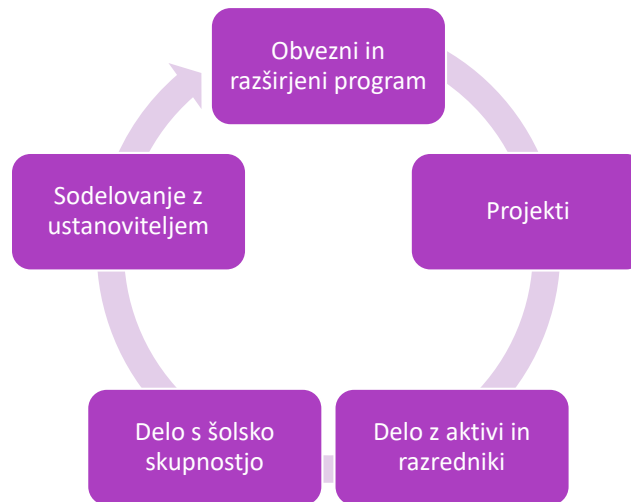 Obvezni in
razširjeni program
Projekti
Delo z aktivi in
razredniki
Delo s šolsko
skupnostjo
Sodelovanje z
ustanoviteljem